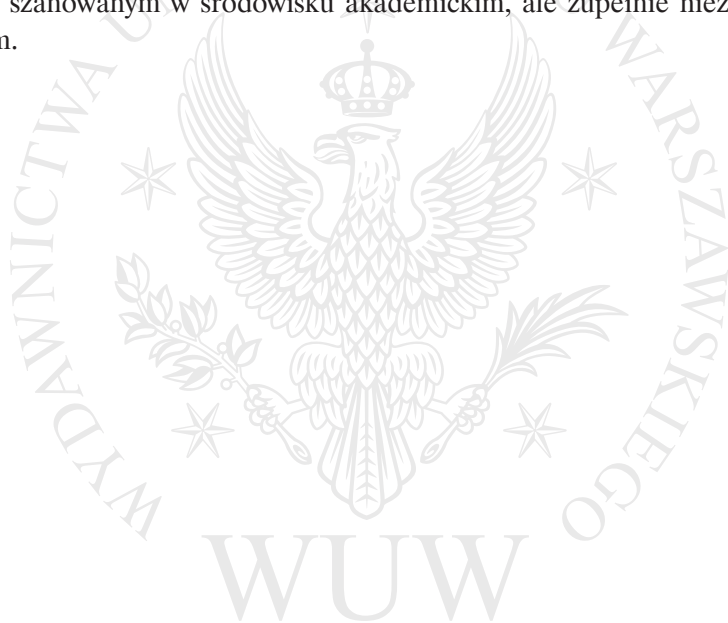 szanowanym w środowisku akademickim, ale zupełnie niez
m.
WYDAWNICTWA U WARSZAWSKIEGO
WUW